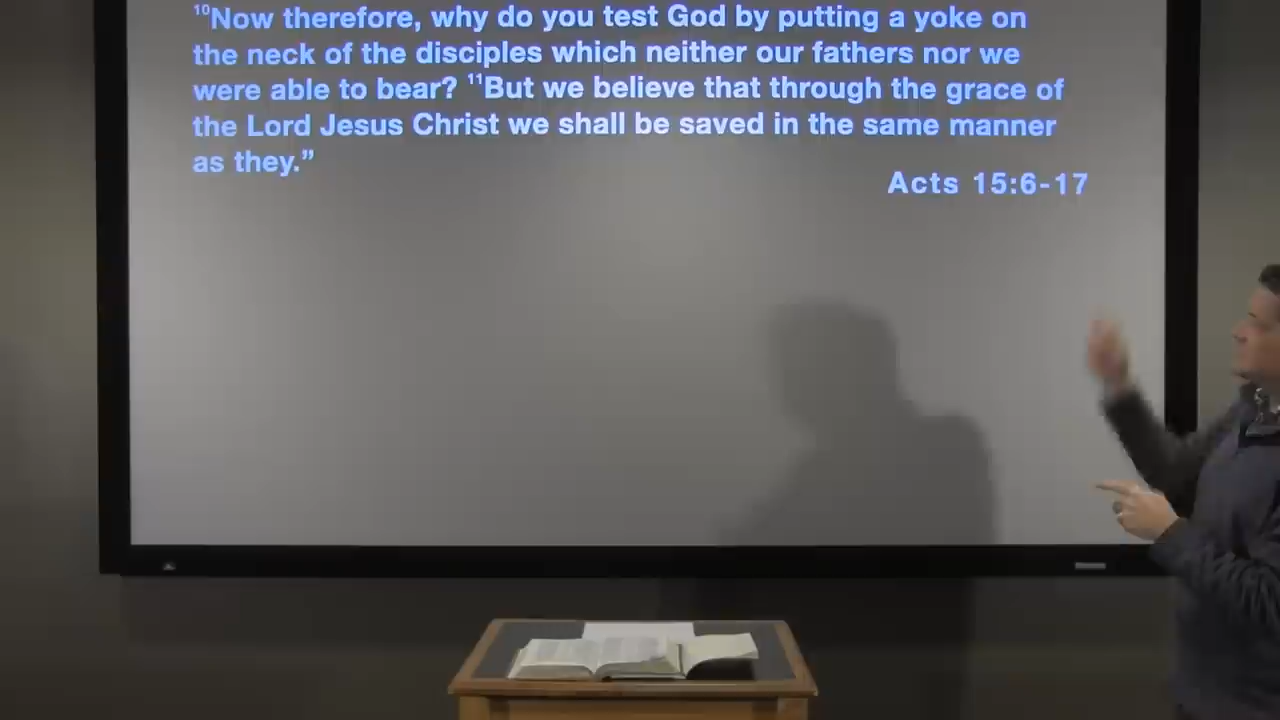 ¹⁰Now therefore, why do you test God by putting a yoke on
the neck of the disciples which neither our fathers nor we
were able to bear? ¹¹But we believe that through the grace of
the Lord Jesus Christ we shall be saved in the same manner
as they.”
Acts 15:6-17